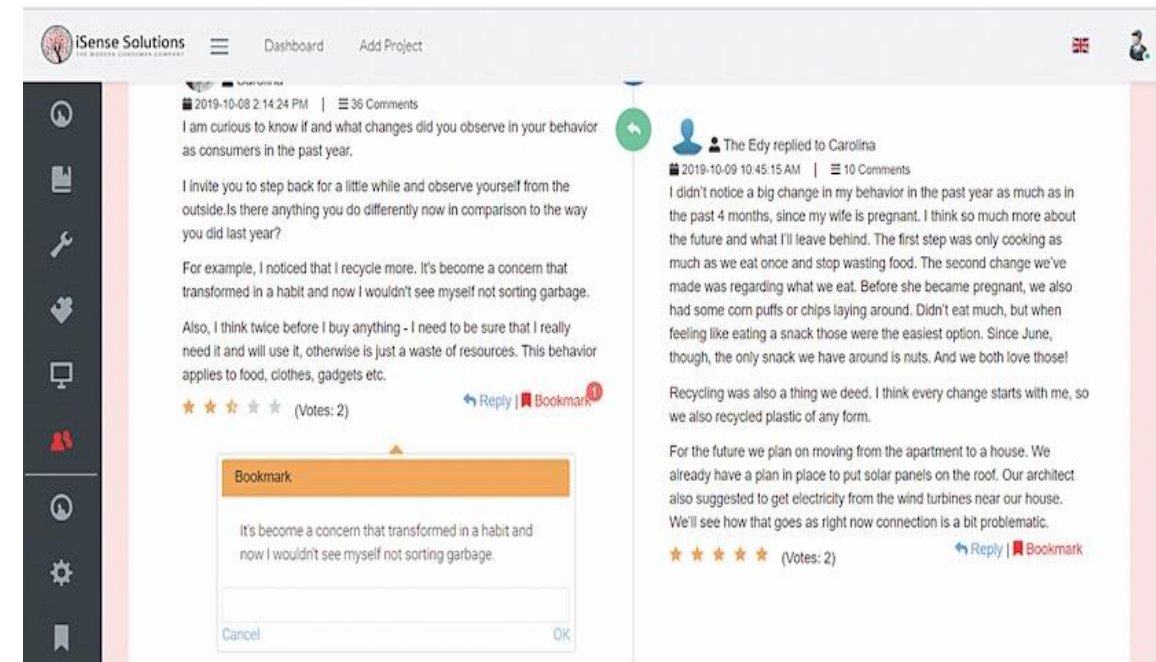 iSense Solutions
THE MODERN CONSUMER COMPANY
Dashboard
Add Project
Carolina
2019-10-08 2:14:24 PM | 36 Comments
I am curious to know if and what changes did you observe in your behavior
as consumers in the past year.
I invite you to step back for a little while and observe yourself from the
outside.Is there anything you do differently now in comparison to the way
you did last year?
For example, I noticed that I recycle more. It's become a concern that
transformed in a habit and now I wouldn't see myself not sorting garbage.
Also, I think twice before I buy anything - I need to be sure that I really
need it and will use it, otherwise is just a waste of resources. This behavior
applies to food, clothes, gadgets etc.
(Votes: 2)
Reply | Bookmark
1
Bookmark
It's become a concern that transformed in a habit and
now I wouldn't see myself not sorting garbage.
Cancel
OK
The Edy replied to Carolina
2019-10-09 10:45:15 AM | 10 Comments
I didn't notice a big change in my behavior in the past year as much as in
the past 4 months, since my wife is pregnant. I think so much more about
the future and what I'll leave behind. The first step was only cooking as
much as we eat once and stop wasting food. The second change we've
made was regarding what we eat. Before she became pregnant, we also
had some corn puffs or chips laying around. Didn't eat much, but when
feeling like eating a snack those were the easiest option. Since June,
though, the only snack we have around is nuts. And we both love those!
Recycling was also a thing we deed. I think every change starts with me, so
we also recycled plastic of any form.
For the future we plan on moving from the apartment to a house. We
already have a plan in place to put solar panels on the roof. Our architect
also suggested to get electricity from the wind turbines near our house.
We'll see how that goes as right now connection is a bit problematic.
(Votes: 2)
Reply | Bookmark